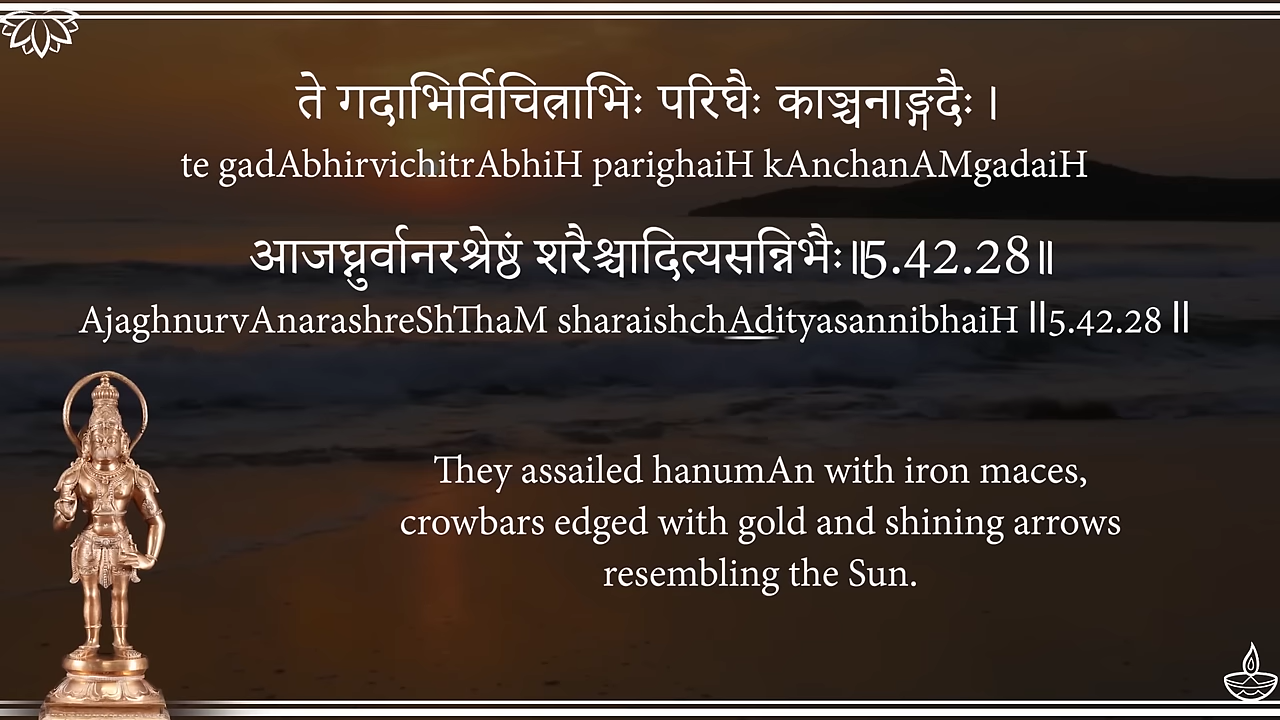 ते गदाभिर्विचित्राभिः परिघैः काञ्चनाङ्गदैः ।
te gadAbhirvichitrAbhiH parighaiH kAnchanAMgadaiH
आजघ्नुर्वानरश्रेष्ठं शरैश्चादित्यसन्निभैः॥5.42.28॥
AjaghnurvAnarashreShThaM sharaishchAdityasannibhaiH ||5.42.28 ||
They assailed hanumAn with iron maces,
crowbars edged with gold and shining arrows
resembling the Sun.